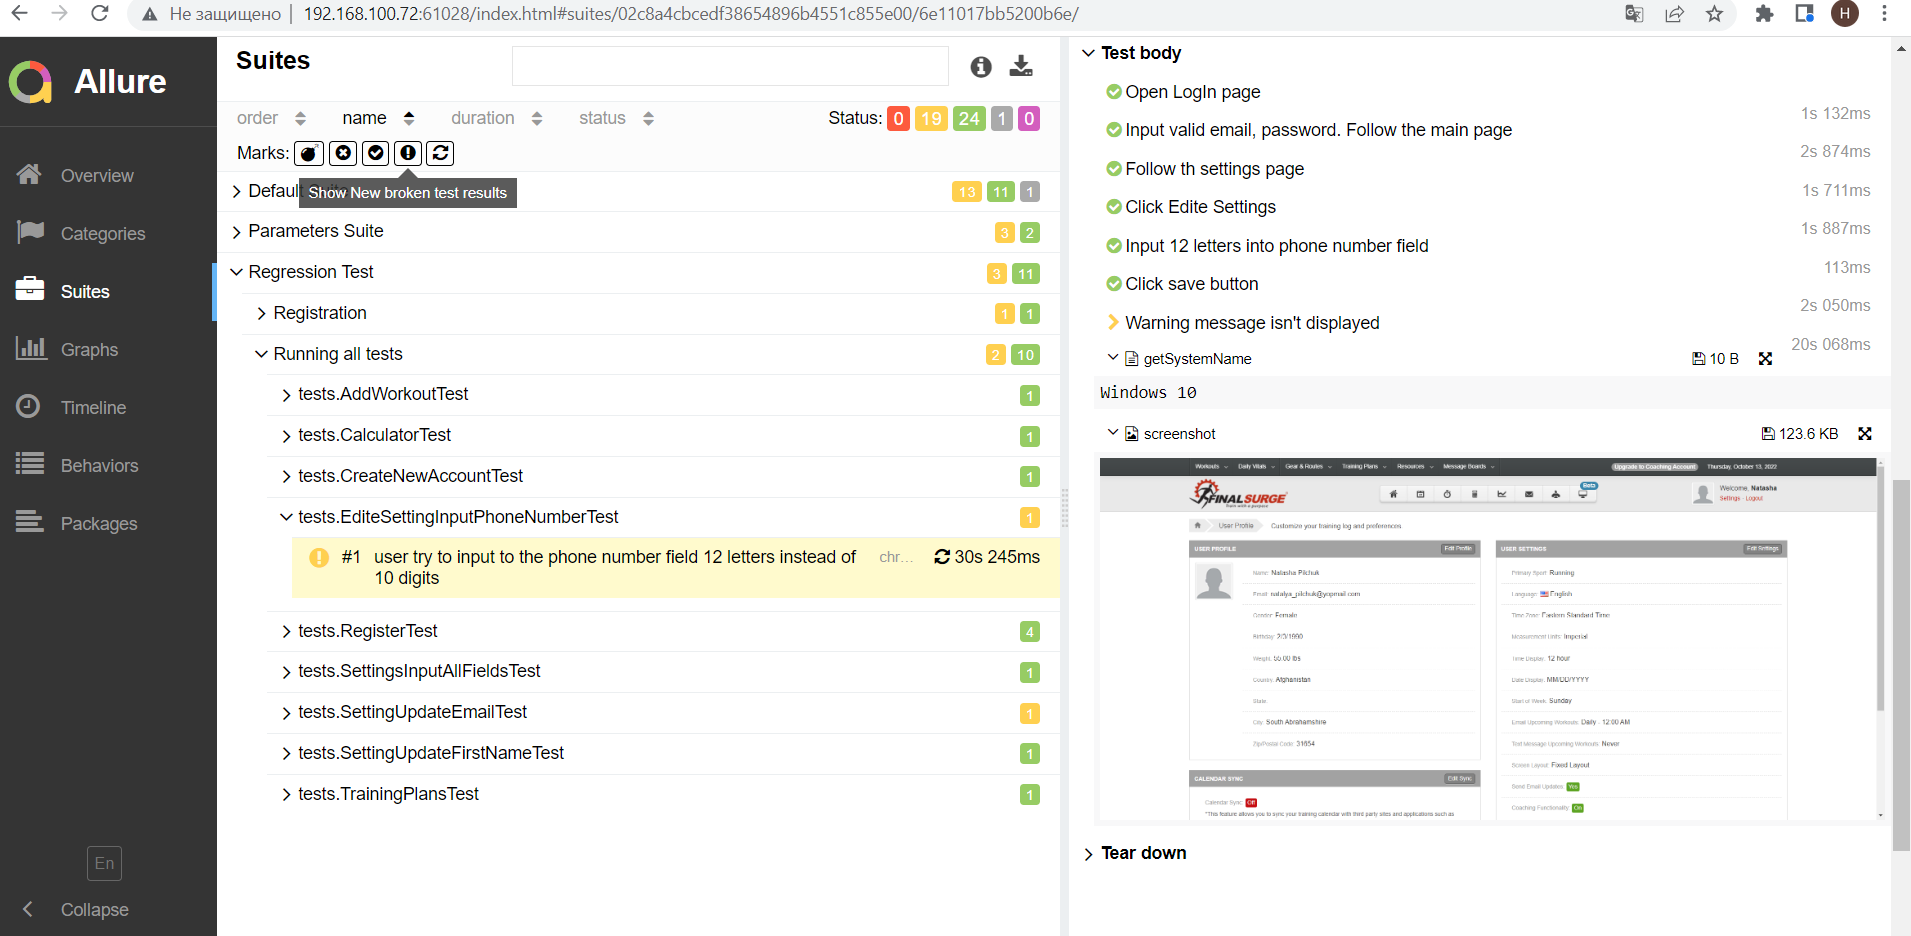 Не защищено
192.168.100.72:61028/index.html#suites/02c8a4cbcedf38654896b4551c855e00/6e11017bb5200b6e/
H
Allure
Overview
Categories
Suites
Graphs
Timeline
Behaviors
Packages
En
Collapse
Suites
order name duration status Status: 0 19 24 1 0
Marks:
Show New broken test results
Default 13 11 1
Parameters Suite 3 2
Regression Test 3 11
Registration 1 1
Running all tests 2 10
tests.AddWorkoutTest 1
tests.CalculatorTest 1
tests.CreateNewAccountTest 1
tests.EditeSettingInputPhoneNumberTest 1
#1 user try to input to the phone number field 12 letters instead of chr... 30s 245ms
10 digits
tests.RegisterTest 4
tests.SettingsInputAllFieldsTest 1
tests.SettingUpdateEmailTest 1
tests.SettingUpdateFirstNameTest 1
tests.TrainingPlansTest 1
Test body
Open LogIn page
1s 132ms
Input valid email, password. Follow the main page
2s 874ms
Follow th settings page
1s 711ms
Click Edite Settings
1s 887ms
Input 12 letters into phone number field
113ms
Click save button
2s 050ms
Warning message isn't displayed
20s 068ms
getSystemName 10 B
Windows 10
screenshot 123.6 KB
Workouts Daily Vitals Gear & Routes Training Plans Resources Message Boards Upgrade to Coaching Account Thursday, October 13, 2022
FINALSURGE
Train with a purpose
Beta
Welcome, Natasha
Settings - Logout
User Profile Customize your training log and preferences
USER PROFILE Edit Profile
Name: Natasha Pilchuk
Email: natalya_pilchuk@yopmail.com
Gender: Female
Birthday: 2/3/1990
Weight: 55.00 lbs
Country: Afghanistan
State:
City: South Abrahamshire
Zip/Postal Code: 31654
CALENDAR SYNC Edit Sync
Calendar Sync: Off
*This feature allows you to sync your training calendar with third party sites and applications such as
USER SETTINGS Edit Settings
Primary Sport: Running
Language: English
Time Zone: Eastern Standard Time
Measurement Units: Imperial
Time Display: 12 hour
Date Display: MM/DD/YYYY
Start of Week: Sunday
Email Upcoming Workouts: Daily - 12:00 AM
Text Message Upcoming Workouts: Never
Screen Layout: Fixed Layout
Send Email Updates: Yes
Coaching Functionality: On
Tear down